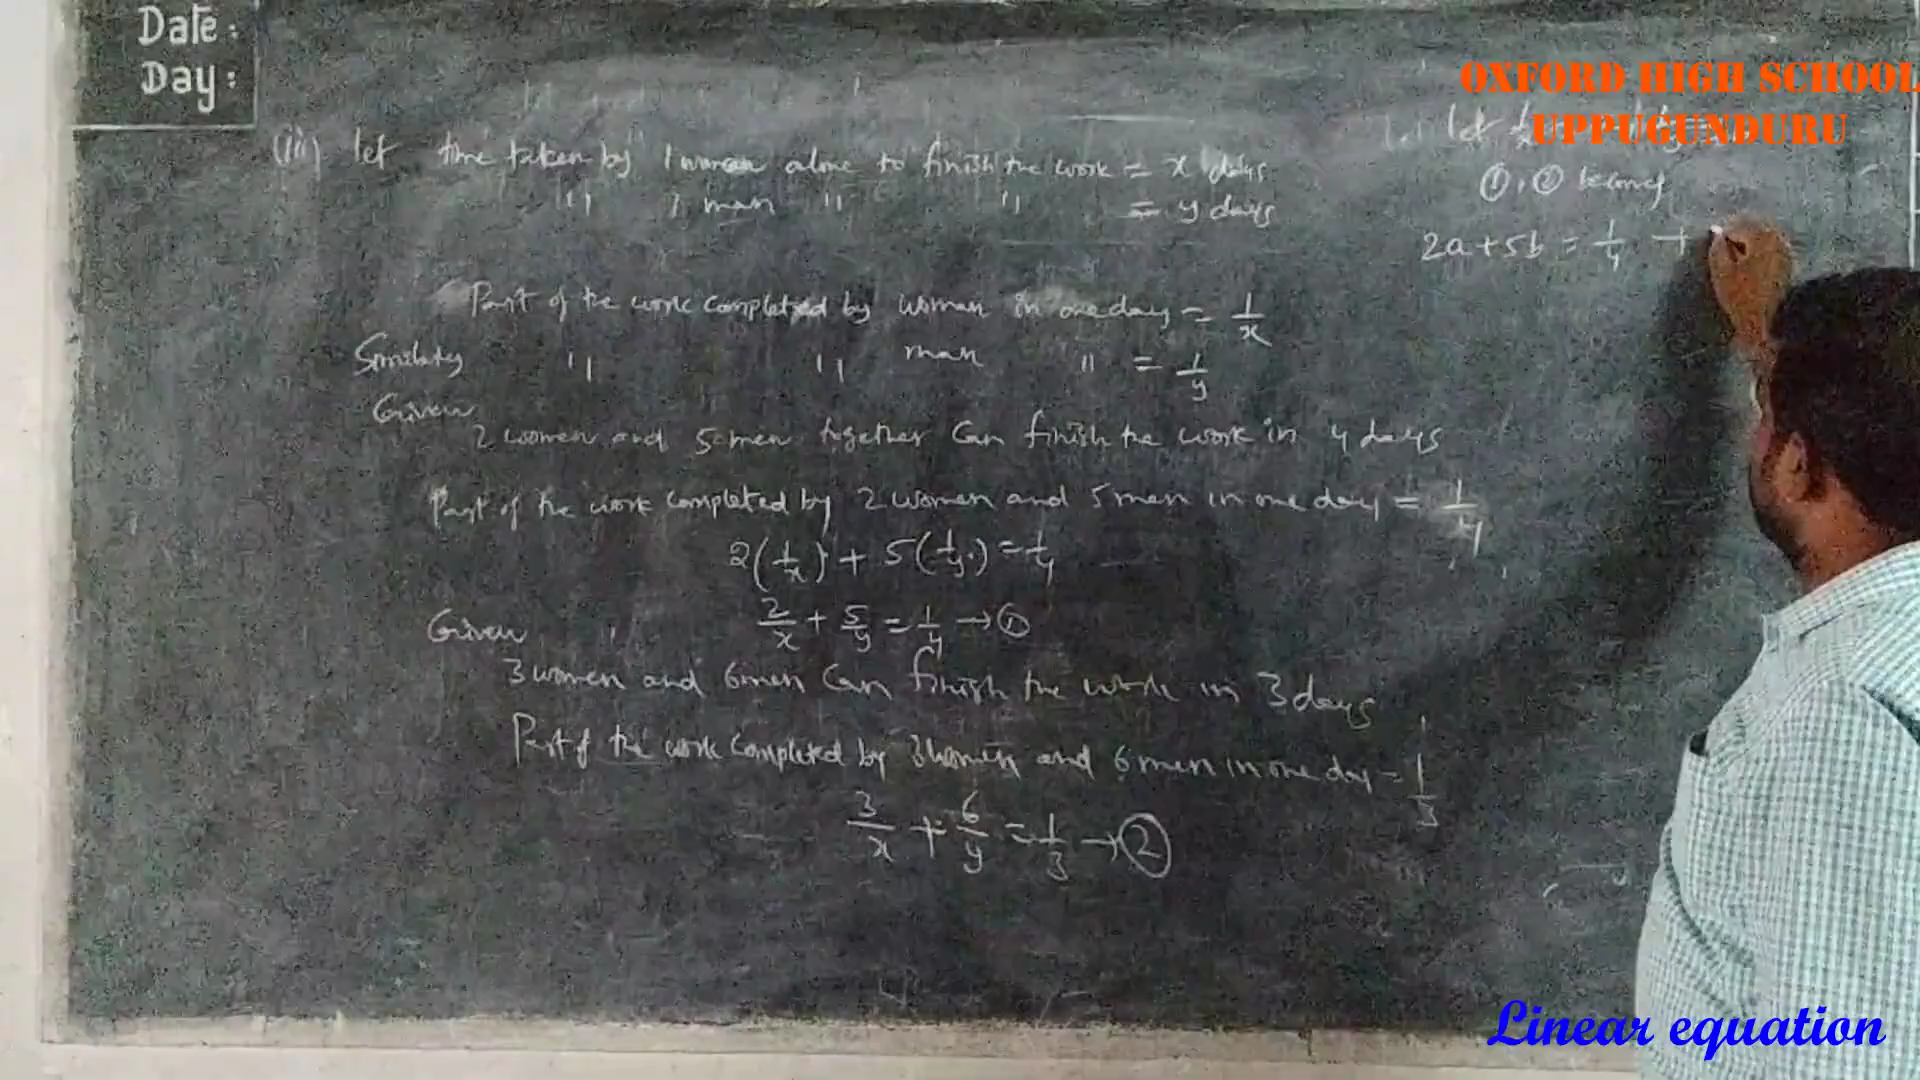 Date:
Day:
OXFORD HIGH SCHOOL
UPPUGUNDURU
(iii) let time taken by 1 woman alone to finish the work = x days
" 1 man " " = y days
Part of the work completed by woman in one day = 1/x
Similarly " " man " = 1/y
Given
2 women and 5 men together Can finish the work in 4 days
Part of the work completed by 2 women and 5 men in one day = 1/4
2(1/x) + 5(1/y) = 1/4
2/x + 5/y = 1/4 → ①
Given
3 women and 6 men Can finish the work in 3 days
Part of the work completed by 3 women and 6 men in one day = 1/3
3/x + 6/y = 1/3 → ②
let
①, ② becomes
2a + 5b = 1/4
Linear equation